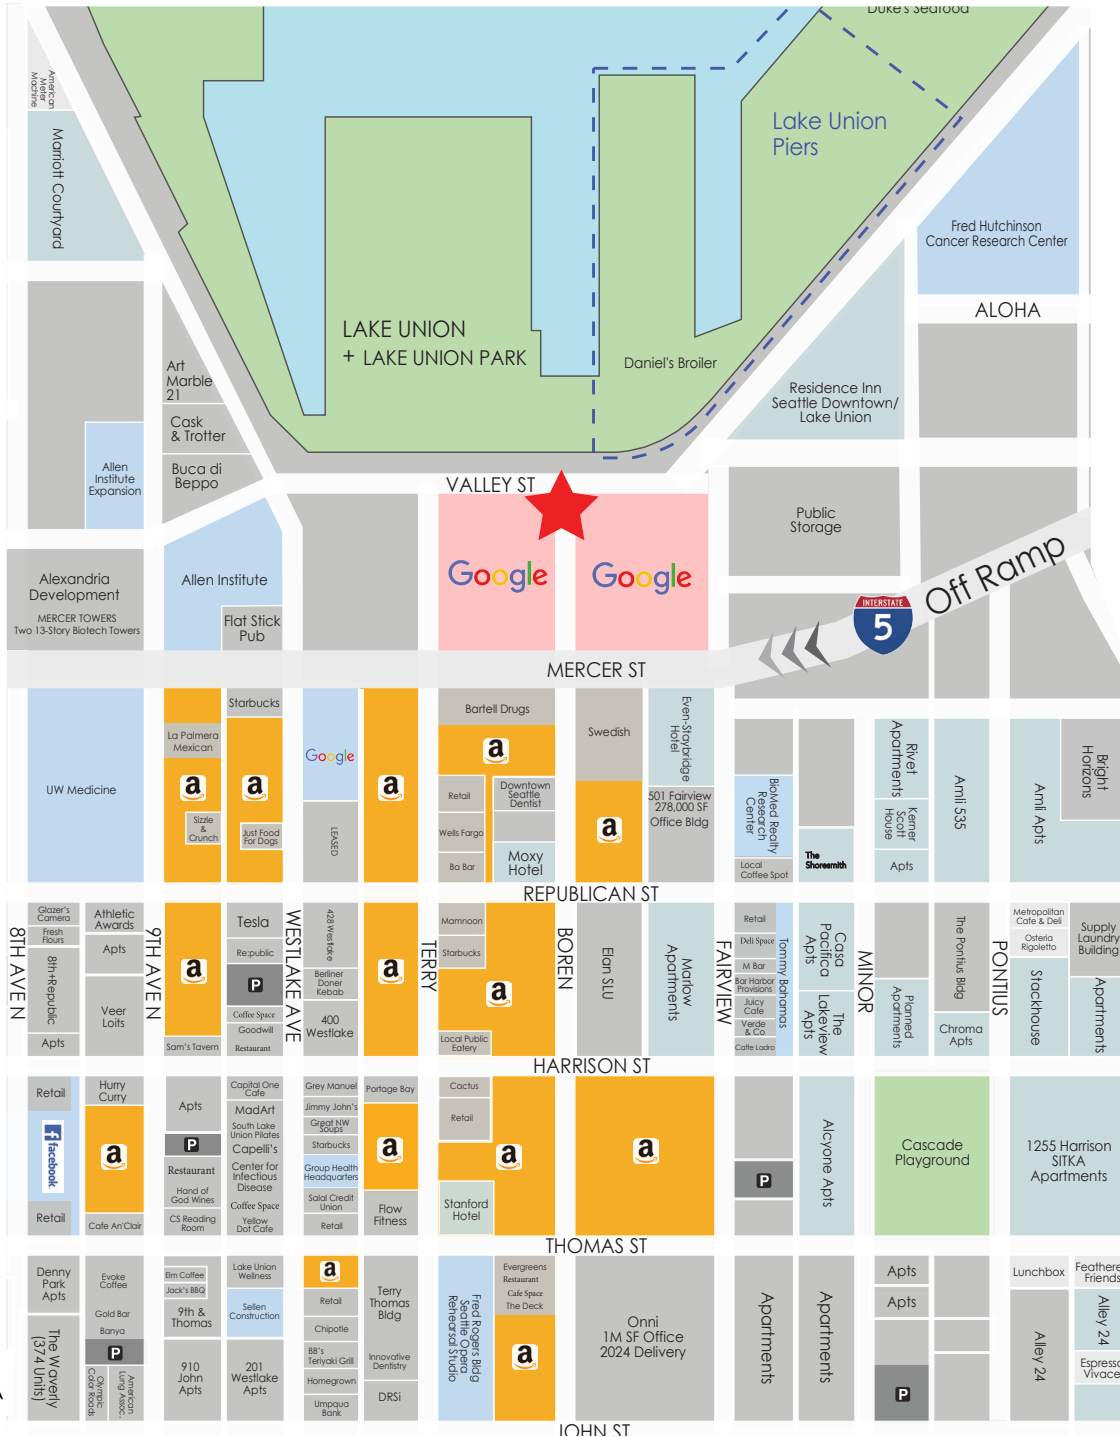 Duke's Seafood
American
Meter
Machine
Marriott Courtyard
Lake Union
Piers
Fred Hutchinson
Cancer Research Center
ALOHA
LAKE UNION
+ LAKE UNION PARK
Daniel's Broiler
Residence Inn
Seattle Downtown/
Lake Union
Art
Marble
21
Cask
& Trotter
Buca di
Beppo
Allen
Institute
Expansion
VALLEY ST
Public
Storage
Alexandria
Development
MERCER TOWERS
Two 13-Story Biotech Towers
Allen Institute
Flat Stick
Pub
Google
Google
INTERSTATE
5
Off Ramp
MERCER ST
UW Medicine
La Palmera
Mexican
a
Sizzle
&
Crunch
Starbucks
a
Just Food
For Dogs
Google
LEASED
a
Bartell Drugs
a
Retail
Wells Fargo
Ba Bar
Downtown
Seattle
Dentist
Moxy
Hotel
Swedish
a
Even-Staybridge
Hotel
501 Fairview
278,000 SF
Office Bldg
BioMed Realty
Research
Center
Local
Coffee Spot
The
Shoresmith
Rivet
Apartments
Kerner
Scott
House
Apts
Amli 535
Amli Apts
Bright
Horizons
REPUBLICAN ST
8TH AVE N
9TH AVE N
WESTLAKE AVE
TERRY
BOREN
FAIRVIEW
MINOR
PONTIUS
Glazer's
Camera
Fresh
Flours
8th+Republic
Apts
Athletic
Awards
Apts
Veer
Loits
a
Sam's Tavern
Tesla
Re:public
P
Coffee Space
Goodwill
Restaurant
428 Westlake
Berliner
Doner
Kebab
400
Westlake
a
Mamnoon
Starbucks
a
Local Public
Eatery
Elan SLU
Marlow
Apartments
Retail
Deli Space
M Bar
Bar Harbor
Provisions
Juicy
Cafe
Verde
& Co
Caffe Ladro
Tommy Bahamas
Casa
Pacifica
Apts
The
Lakeview
Apts
Planned
Apartments
The Pontius Bldg
Chroma
Apts
Metropolitan
Cafe & Deli
Osteria
Rigoletto
Stackhouse
Supply
Laundry
Building
Apartments
HARRISON ST
Retail
facebook
Retail
Hurry
Curry
a
Cafe An'Clair
Apts
P
Restaurant
Hand of
God Wines
CS Reading
Room
Capital One
Cafe
MadArt
South Lake
Union Pilates
Capelli's
Center for
Infectious
Disease
Coffee Space
Yellow
Dot Cafe
Grey Manuel
Jimmy John's
Great NW
Soups
Starbucks
Group Health
Headquarters
Salal Credit
Union
Retail
Portage Bay
a
Flow
Fitness
Cactus
Retail
a
Stanford
Hotel
a
P
Alcyone Apts
Cascade
Playground
1255 Harrison
SITKA
Apartments
THOMAS ST
Denny
Park
Apts
The Waverly
(374 Units)
Evoke
Coffee
Gold Bar
Banya
P
Olympic
Color Roads
American
Lung Assoc.
Elm Coffee
Jack's BBQ
9th &
Thomas
910
John
Apts
Lake Union
Wellness
Sellen
Construction
201
Westlake
Apts
a
Retail
Chipotle
BB's
Teriyaki Grill
Homegrown
Umpqua
Bank
Terry
Thomas
Bldg
Innovative
Dentistry
DRSi
Fred Rogers Bldg
Seattle Opera
Rehearsal Studio
Evergreens
Restaurant
Cafe Space
The Deck
a
Onni
1M SF Office
2024 Delivery
Apartments
Apartments
Apts
Apts
P
Lunchbox
Alley 24
Feathere
Friends
Alley 24
Espresso
Vivace
JOHN ST